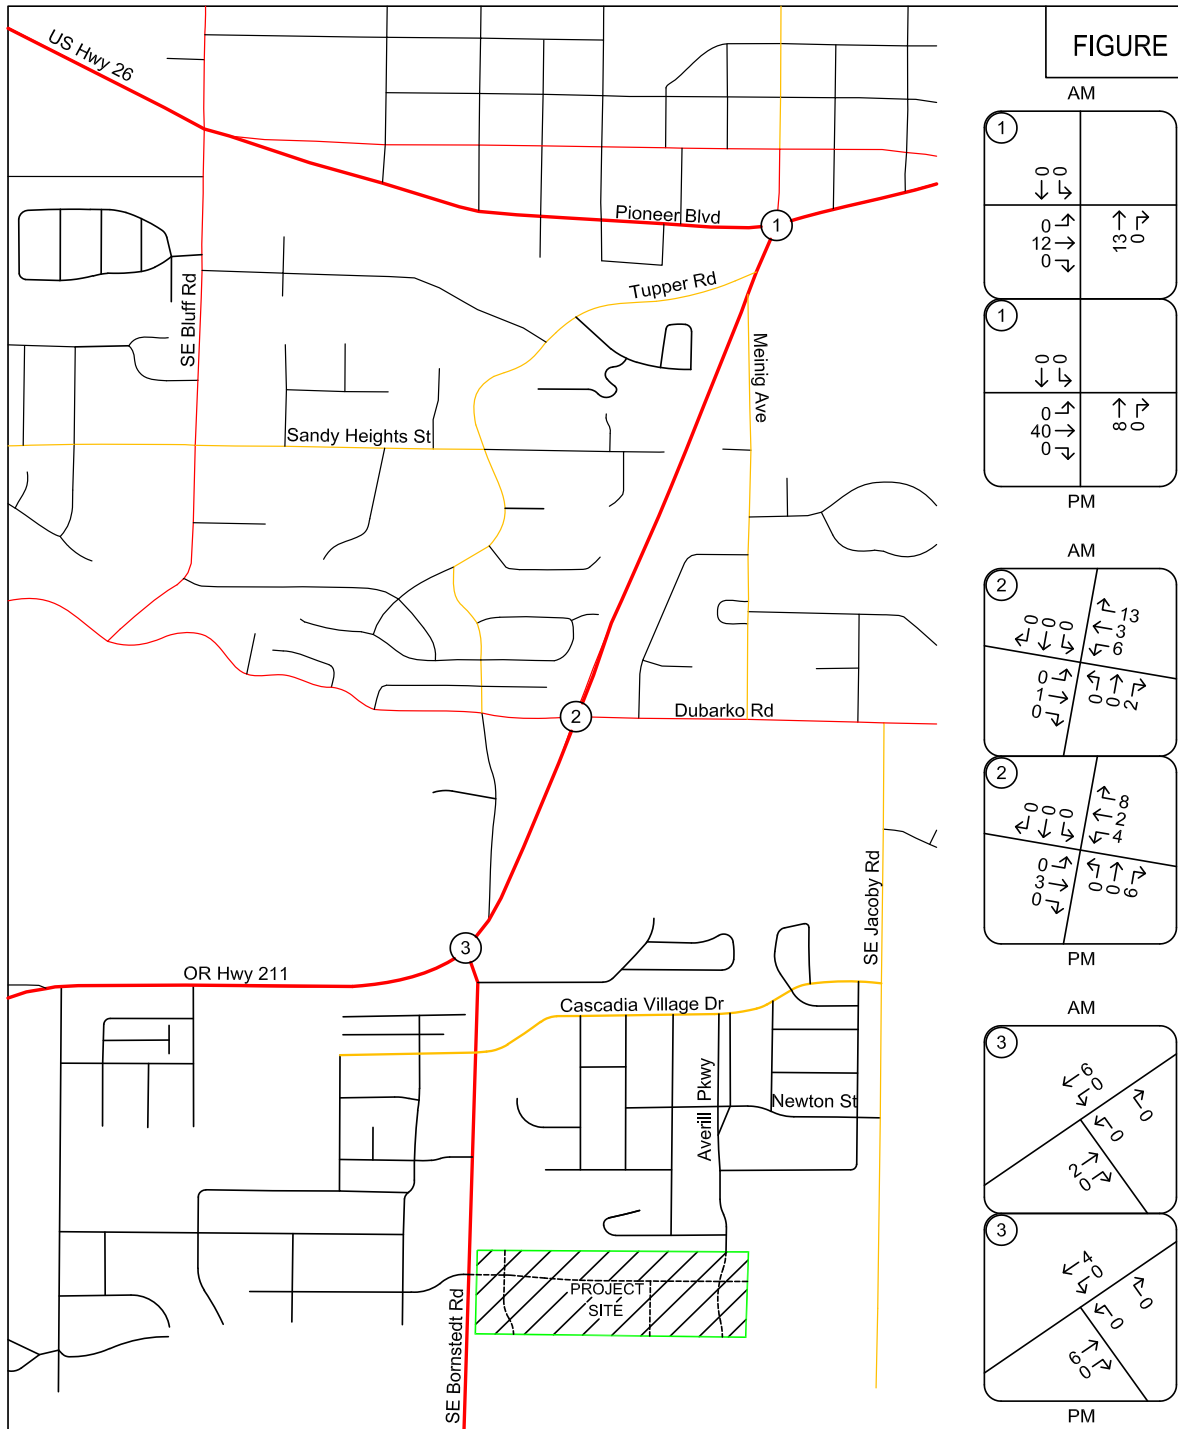 FIGURE
US Hwy 26
Pioneer Blvd
1
Tupper Rd
SE Bluff Rd
Meinig Ave
Sandy Heights St
Dubarko Rd
2
SE Jacoby Rd
3
OR Hwy 211
Cascadia Village Dr
Averill Pkwy
Newton St
PROJECT
SITE
SE Bornstedt Rd
AM
1
0 0
0
12
0
13 0
1
0 0
0
40
0
8 0
PM
AM
2
0 0 0
13
3
6
0
1
0
0 0 2
2
0 0 0
8
2
4
0
3
0
0 0 6
PM
AM
3
6
0
0
0
2
0
3
4
0
0
0
6
0
PM